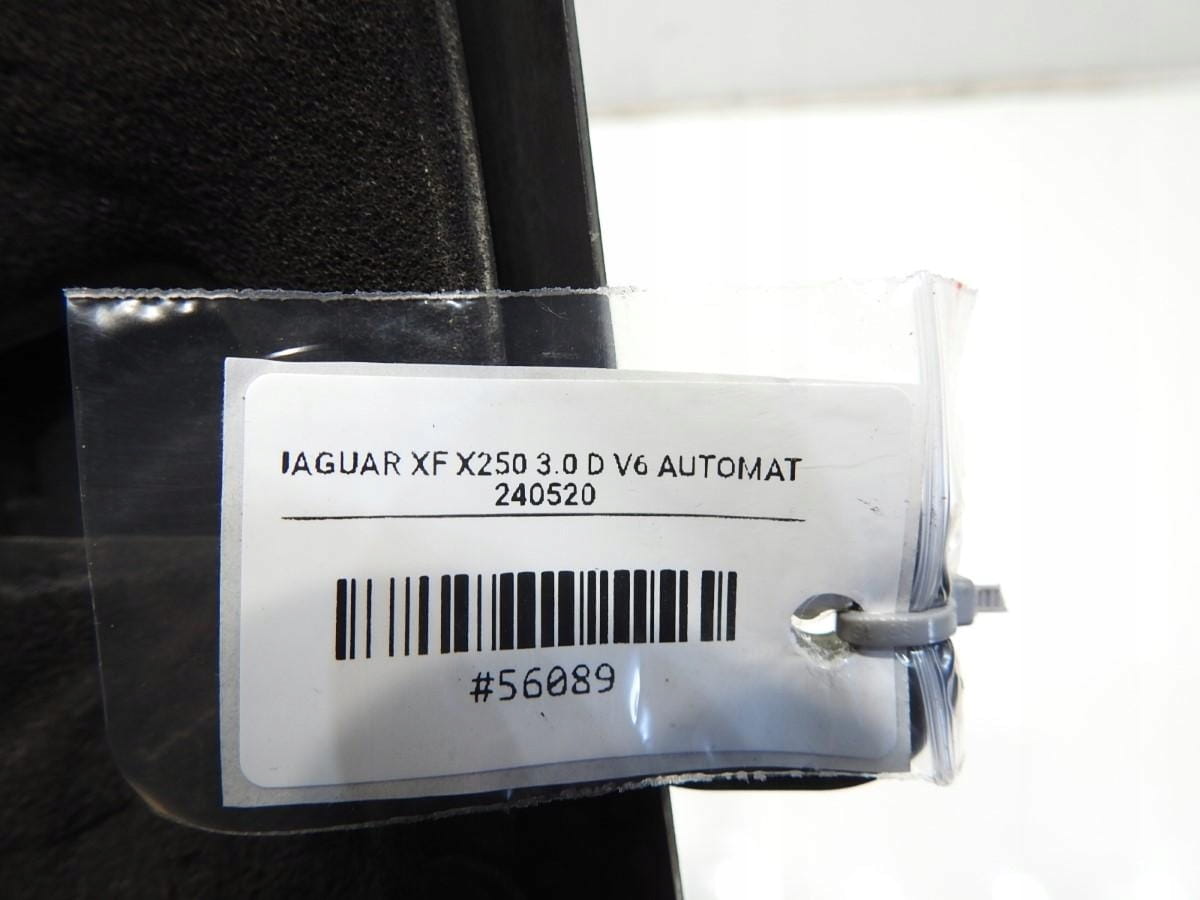 JAGUAR XF X250 3.0 D V6 AUTOMAT
240520
#56089